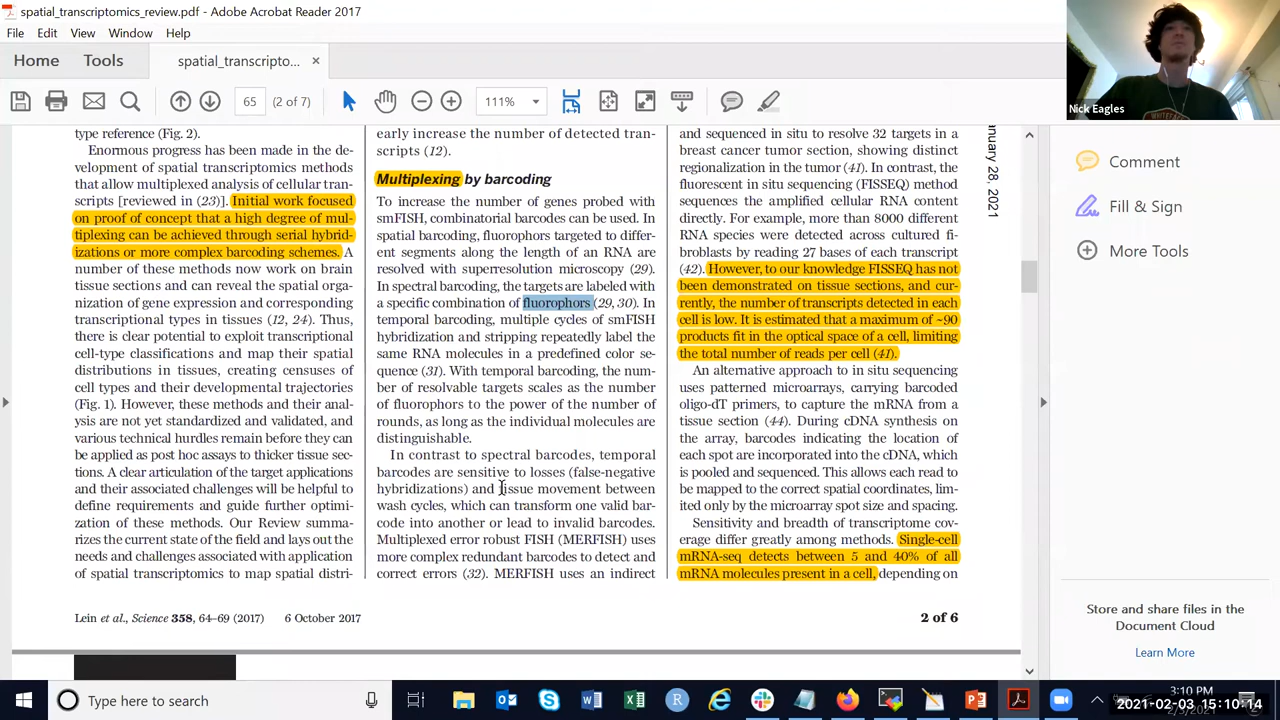 spatial_transcriptomics_review.pdf - Adobe Acrobat Reader 2017
File Edit View Window Help
Home Tools spatial_transcripto... ×
65 (2 of 7) 111%
Nick Eagles
type reference (Fig. 2).
Enormous progress has been made in the de-
velopment of spatial transcriptomics methods
that allow multiplexed analysis of cellular tran-
scripts [reviewed in (23)]. Initial work focused
on proof of concept that a high degree of mul-
tiplexing can be achieved through serial hybrid-
izations or more complex barcoding schemes. A
number of these methods now work on brain
tissue sections and can reveal the spatial orga-
nization of gene expression and corresponding
transcriptional types in tissues (12, 24). Thus,
there is clear potential to exploit transcriptional
cell-type classifications and map their spatial
distributions in tissues, creating censuses of
cell types and their developmental trajectories
(Fig. 1). However, these methods and their anal-
ysis are not yet standardized and validated, and
various technical hurdles remain before they can
be applied as post hoc assays to thicker tissue sec-
tions. A clear articulation of the target applications
and their associated challenges will be helpful to
define requirements and guide further optimi-
zation of these methods. Our Review summa-
rizes the current state of the field and lays out the
needs and challenges associated with application
of spatial transcriptomics to map spatial distri-
early increase the number of detected tran-
scripts (12).
Multiplexing by barcoding
To increase the number of genes probed with
smFISH, combinatorial barcodes can be used. In
spatial barcoding, fluorophors targeted to differ-
ent segments along the length of an RNA are
resolved with superresolution microscopy (29).
In spectral barcoding, the targets are labeled with
a specific combination of fluorophors (29, 30). In
temporal barcoding, multiple cycles of smFISH
hybridization and stripping repeatedly label the
same RNA molecules in a predefined color se-
quence (31). With temporal barcoding, the num-
ber of resolvable targets scales as the number
of fluorophors to the power of the number of
rounds, as long as the individual molecules are
distinguishable.
In contrast to spectral barcodes, temporal
barcodes are sensitive to losses (false-negative
hybridizations) and tissue movement between
wash cycles, which can transform one valid bar-
code into another or lead to invalid barcodes.
Multiplexed error robust FISH (MERFISH) uses
more complex redundant barcodes to detect and
correct errors (32). MERFISH uses an indirect
and sequenced in situ to resolve 32 targets in a
breast cancer tumor section, showing distinct
regionalization in the tumor (41). In contrast, the
fluorescent in situ sequencing (FISSEQ) method
sequences the amplified cellular RNA content
directly. For example, more than 8000 different
RNA species were detected across cultured fi-
broblasts by reading 27 bases of each transcript
(42). However, to our knowledge FISSEQ has not
been demonstrated on tissue sections, and cur-
rently, the number of transcripts detected in each
cell is low. It is estimated that a maximum of ~90
products fit in the optical space of a cell, limiting
the total number of reads per cell (41).
An alternative approach to in situ sequencing
uses patterned microarrays, carrying barcoded
oligo-dT primers, to capture the mRNA from a
tissue section (44). During cDNA synthesis on
the array, barcodes indicating the location of
each spot are incorporated into the cDNA, which
is pooled and sequenced. This allows each read to
be mapped to the correct spatial coordinates, lim-
ited only by the microarray spot size and spacing.
Sensitivity and breadth of transcriptome cov-
erage differ greatly among methods. Single-cell
mRNA-seq detects between 5 and 40% of all
mRNA molecules present in a cell, depending on
anuary 28, 2021
Lein et al., Science 358, 64–69 (2017) 6 October 2017
2 of 6
Comment
Fill & Sign
More Tools
Store and share files in the
Document Cloud
Learn More
Type here to search
3:10 PM
2021-02-03 15:10:14